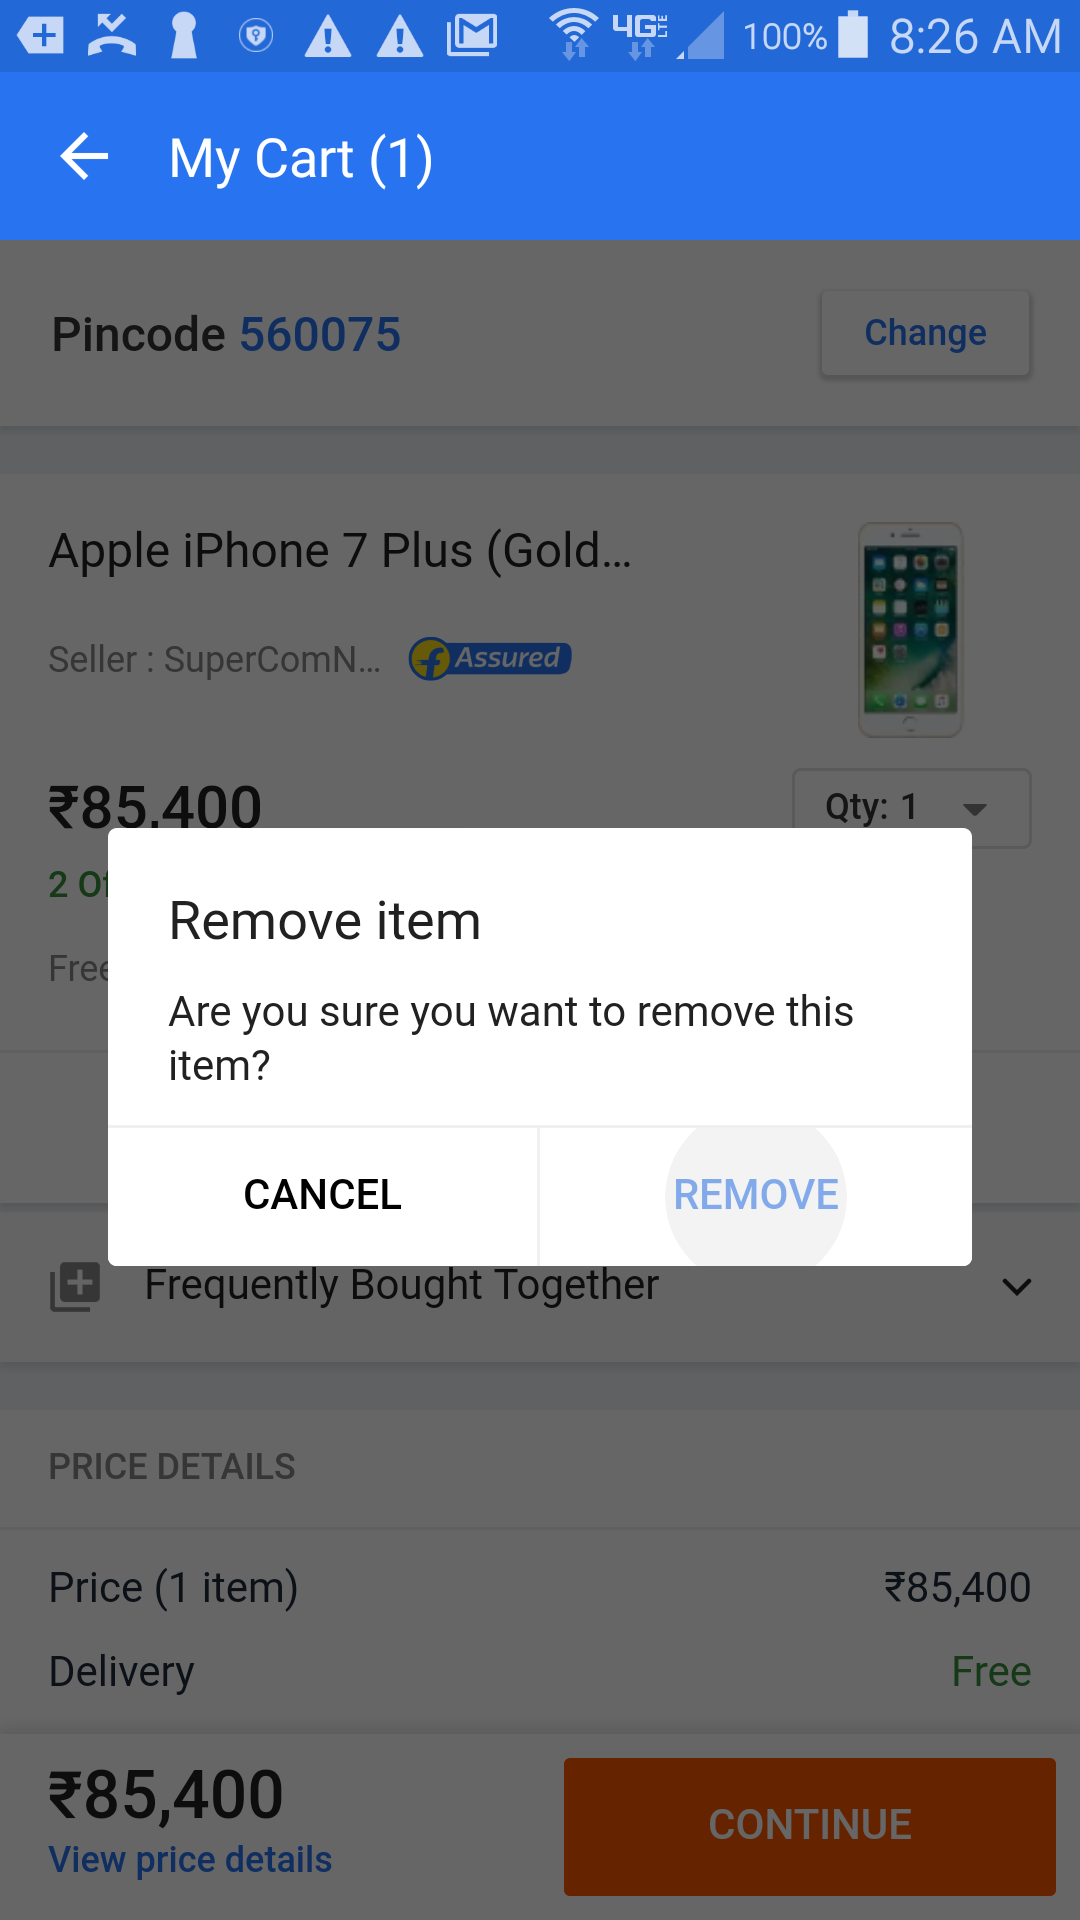 4G LTE 100% 8:26 AM
My Cart (1)
Pincode 560075
Change
Apple iPhone 7 Plus (Gold...
Seller : SuperComN... f Assured
₹85,400
Qty: 1
2 Of
Free
Remove item
Are you sure you want to remove this
item?
CANCEL
REMOVE
Frequently Bought Together
PRICE DETAILS
Price (1 item) ₹85,400
Delivery Free
₹85,400
View price details
CONTINUE